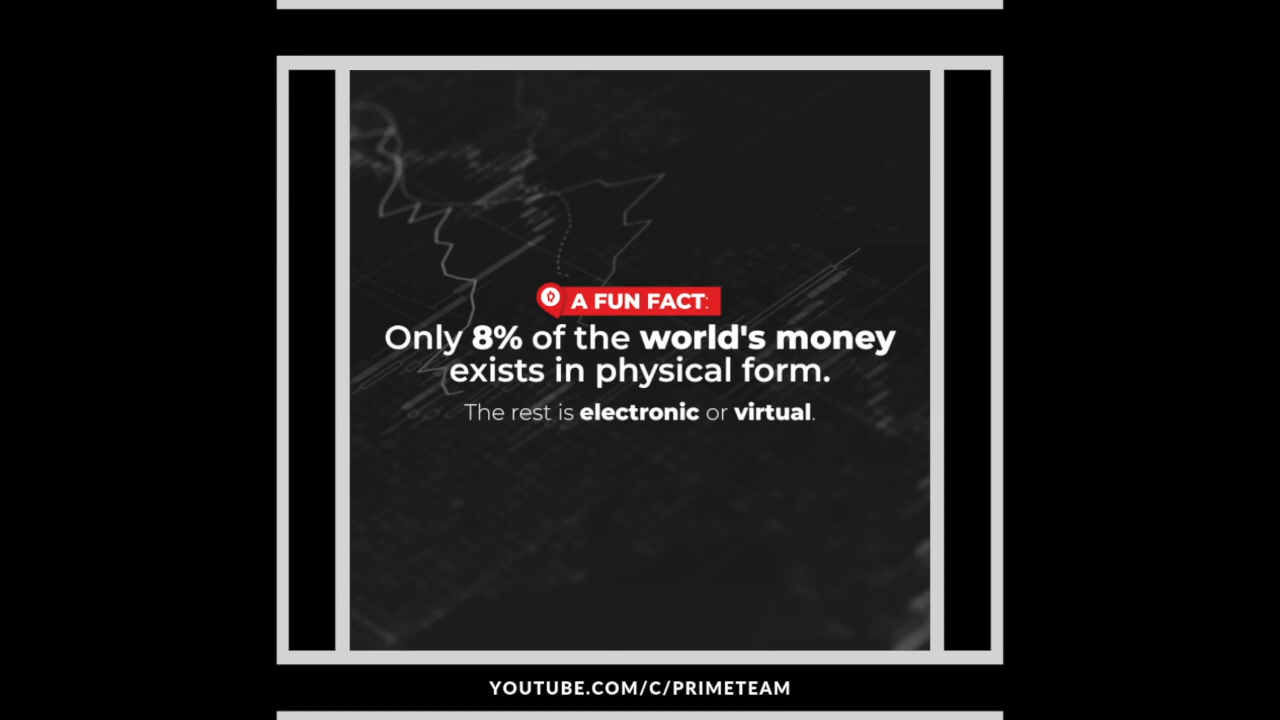 A FUN FACT:
Only 8% of the world's money
exists in physical form.
The rest is electronic or virtual.
YOUTUBE.COM/C/PRIMETEAM